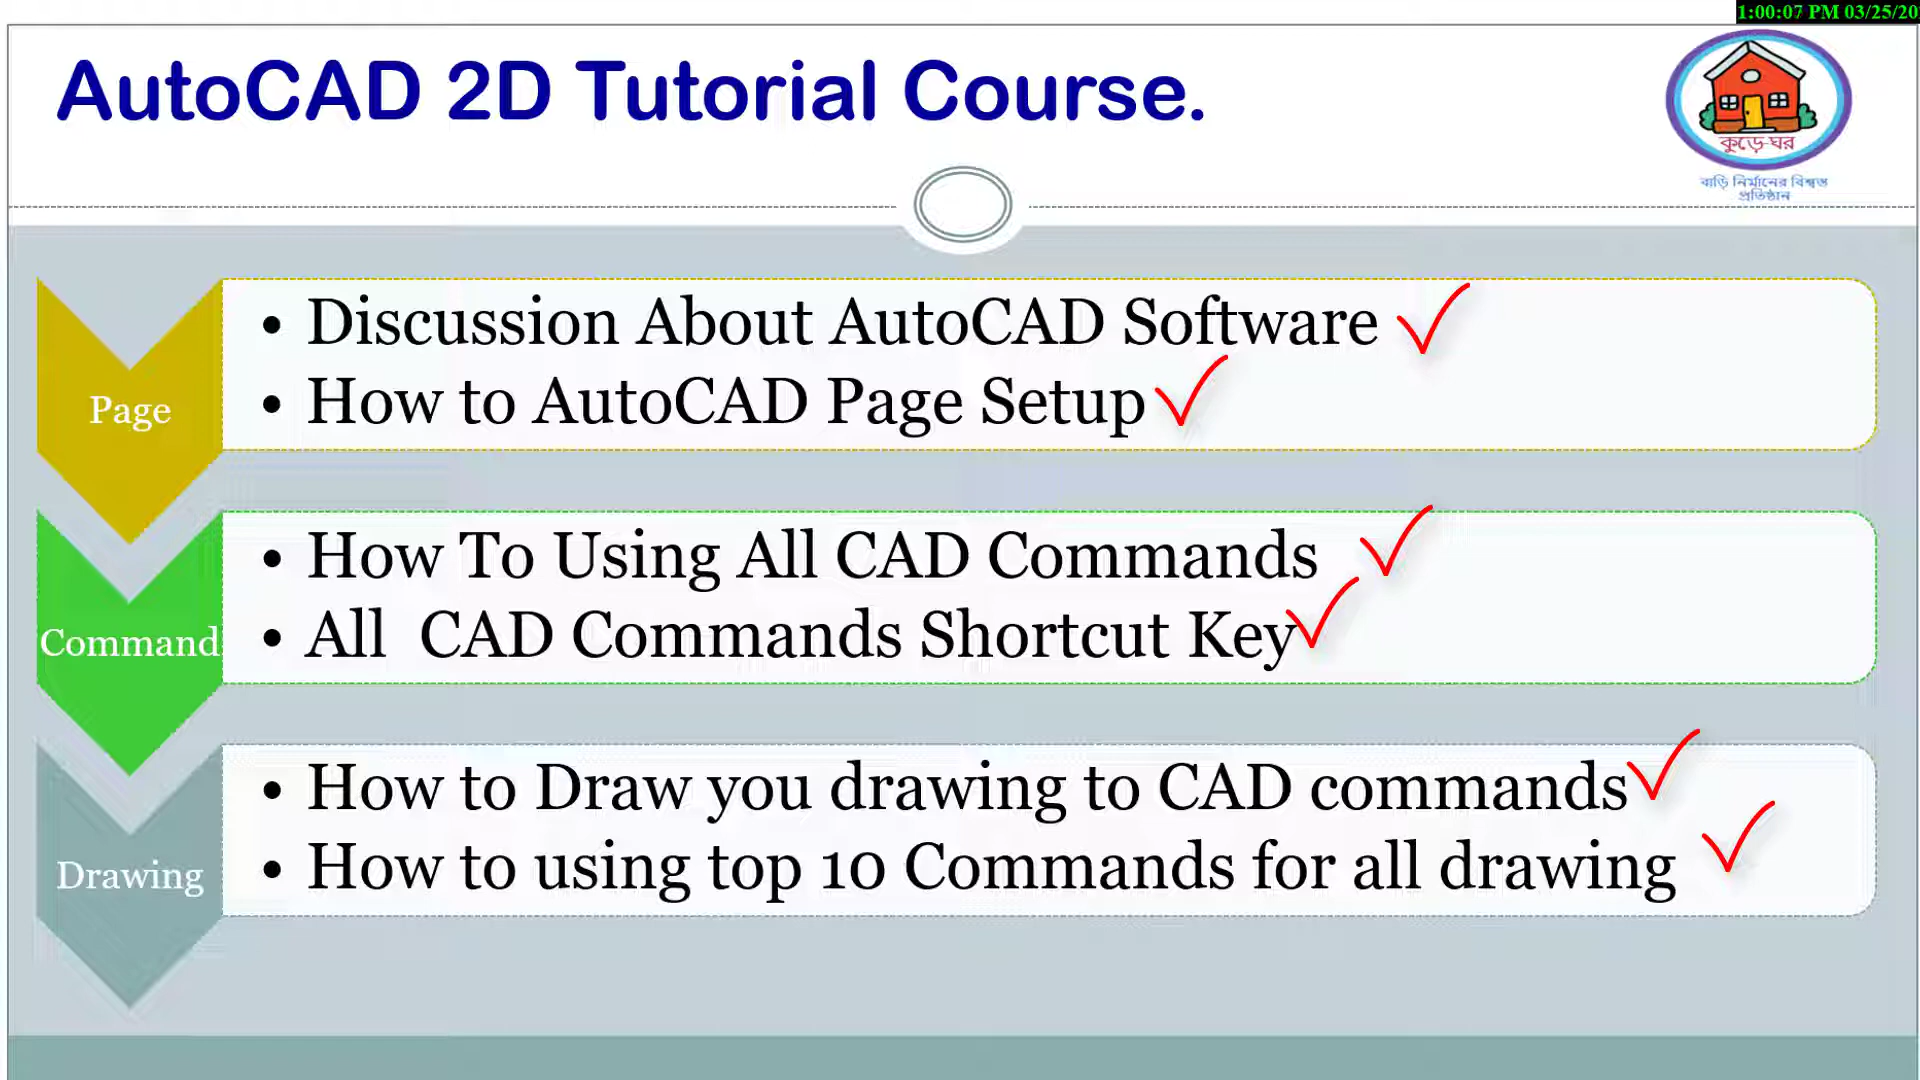 1:00:07 PM 03/25/20
AutoCAD 2D Tutorial Course.
কুড়ে-ঘর
বাড়ি নির্মানের বিশ্বস্ত
প্রতিষ্ঠান
Page
• Discussion About AutoCAD Software
• How to AutoCAD Page Setup
Command
• How To Using All CAD Commands
• All CAD Commands Shortcut Key
Drawing
• How to Draw you drawing to CAD commands
• How to using top 10 Commands for all drawing